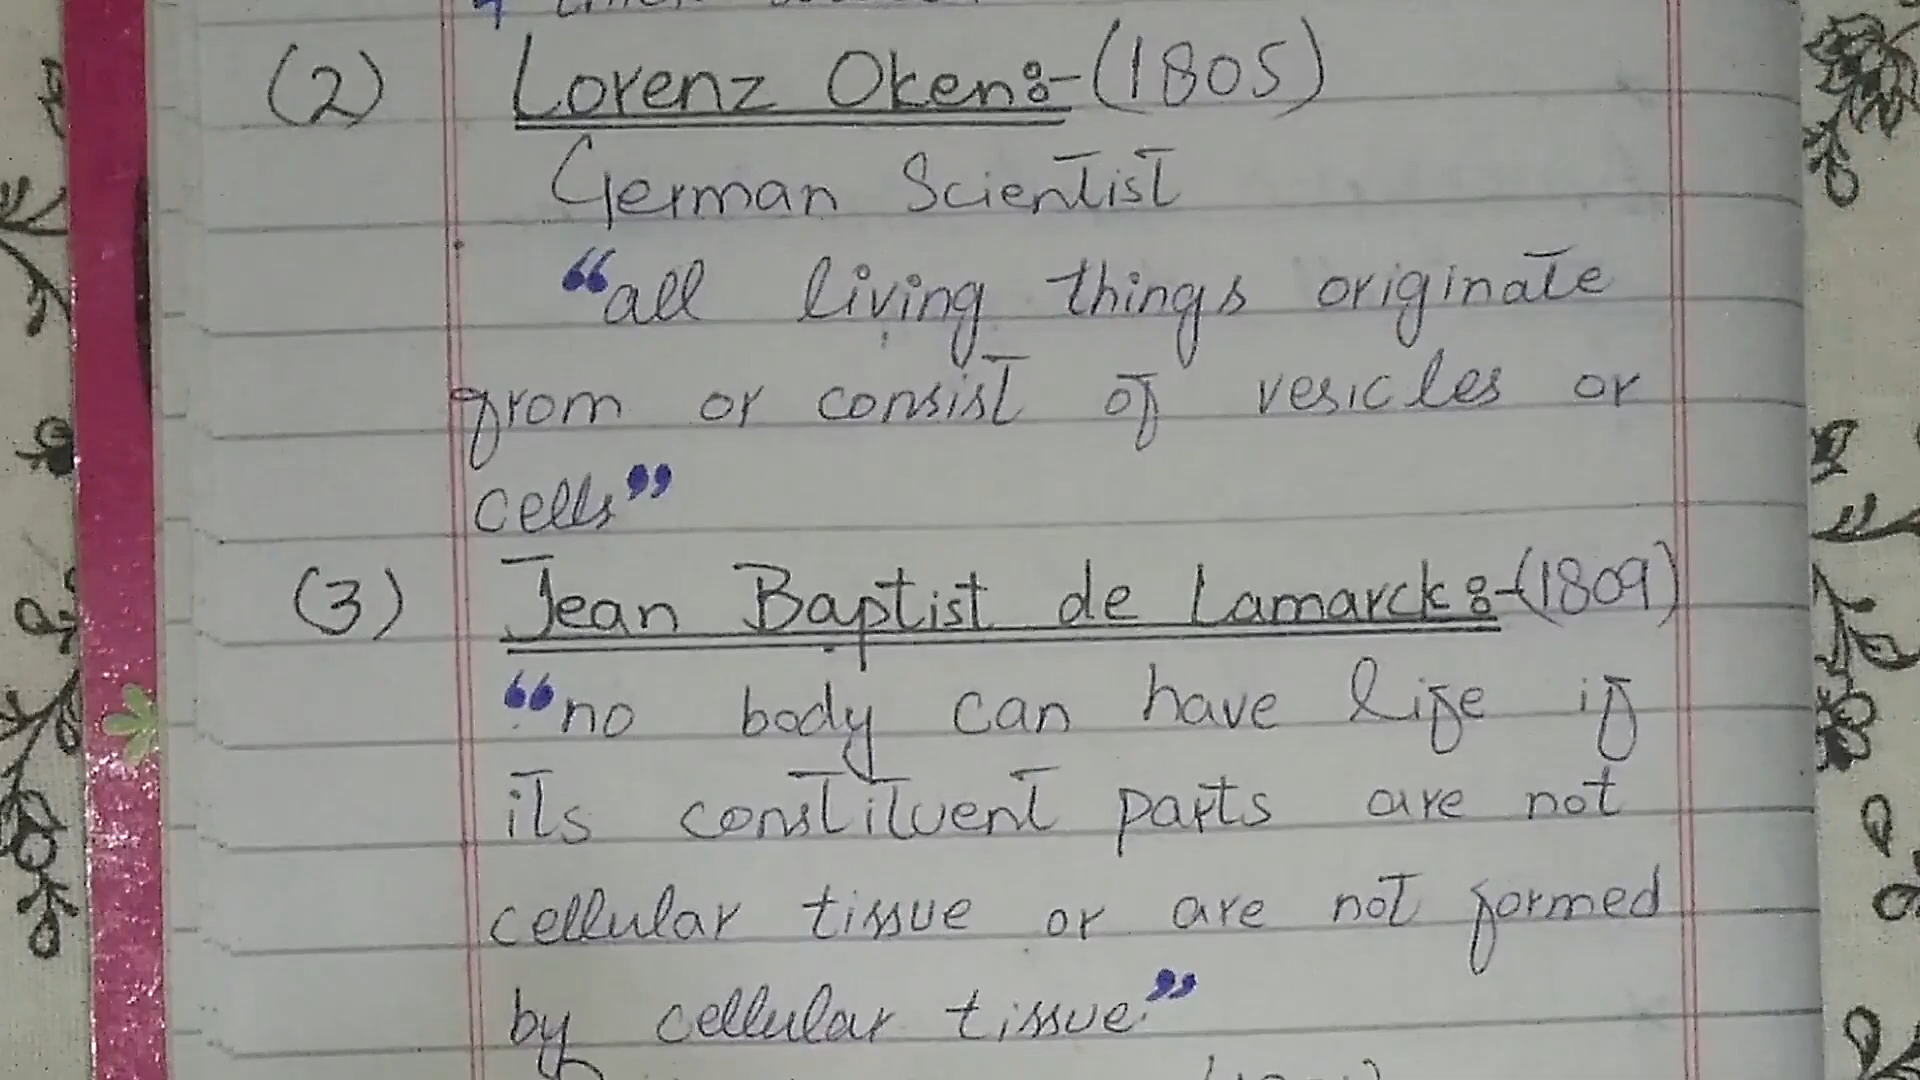 (2) Lorenz Oken:-(1805)
German Scientist
"all living things originate
from or consist of vesicles or
cells"
(3) Jean Baptist de Lamarck:-(1809)
"no body can have life if
its constituent parts are not
cellular tissue or are not formed
by cellular tissue."